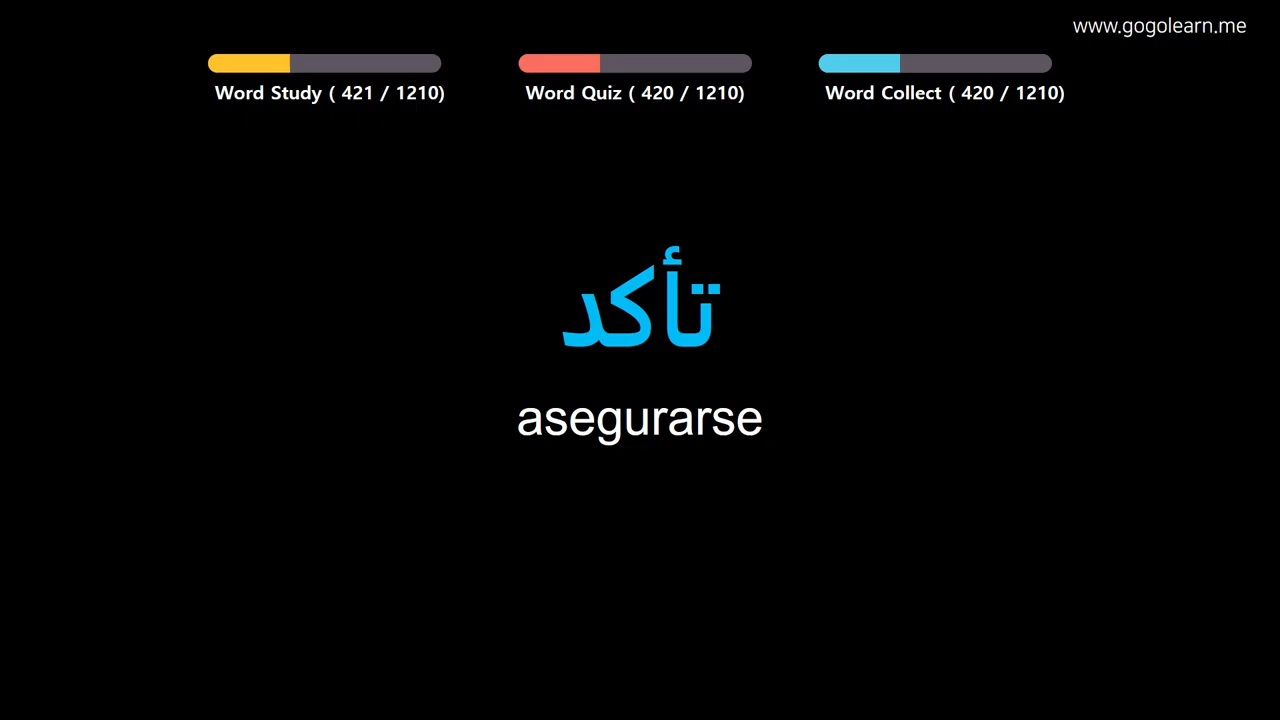 www.gogolearn.me
Word Study ( 421 / 1210)
Word Quiz ( 420 / 1210)
Word Collect ( 420 / 1210)
تأكد
asegurarse